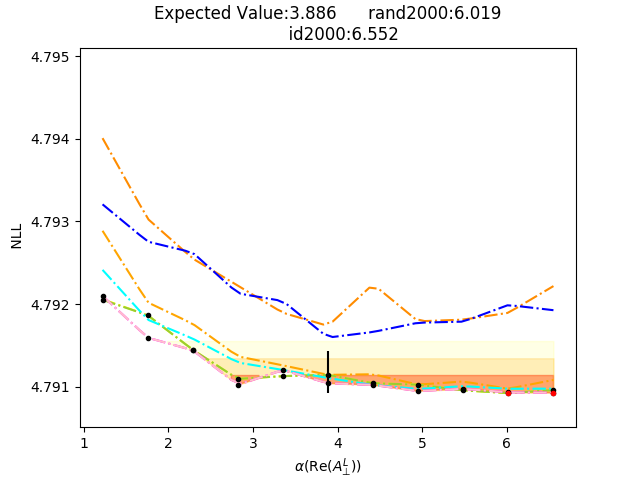 Expected Value:3.886      rand2000:6.019
id2000:6.552
4.795
4.794
4.793
4.792
4.791
NLL
1 2 3 4 5 6
α(Re(A_⊥^L))